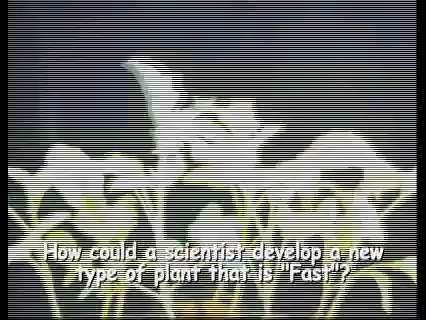 How could a scientist develop a new
type of plant that is "Fast"?